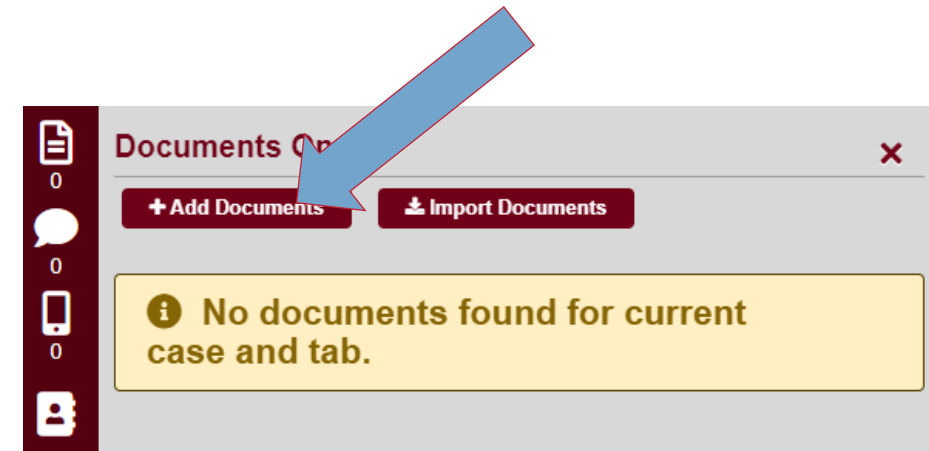 Documents
0
+ Add Documents
Import Documents
0
No documents found for current
case and tab.
0